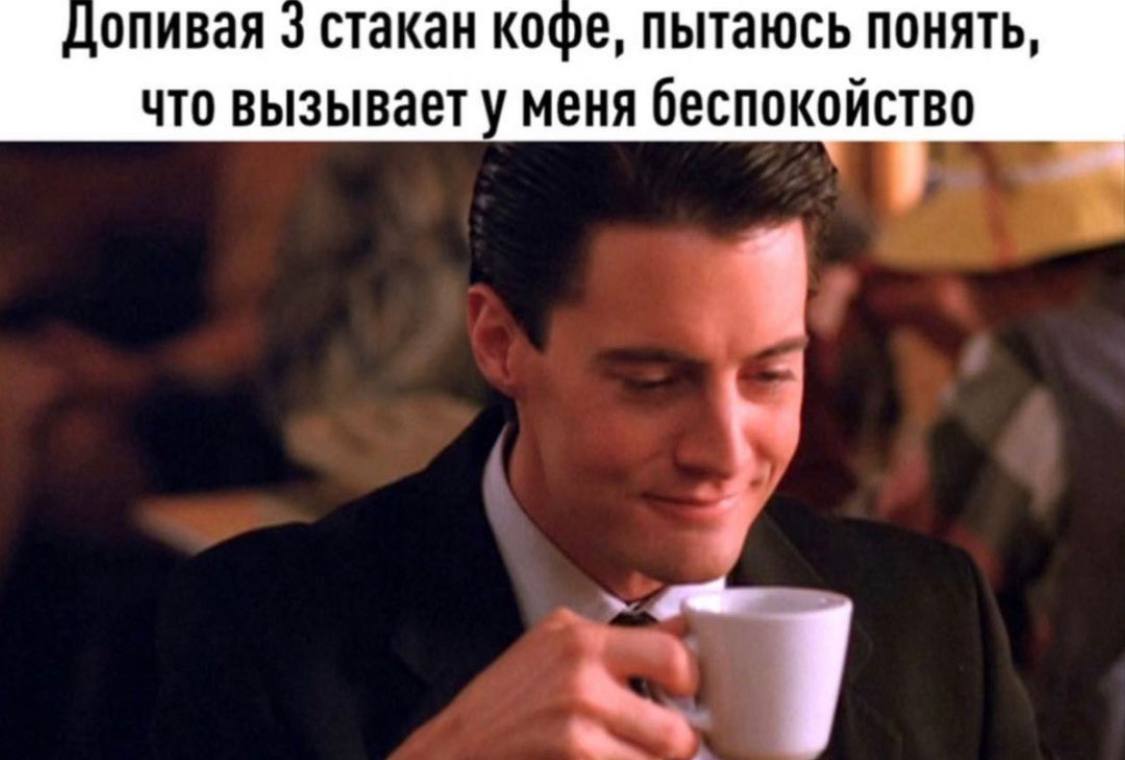 Допивая 3 стакан кофе, пытаюсь понять,
что вызывает у меня беспокойство